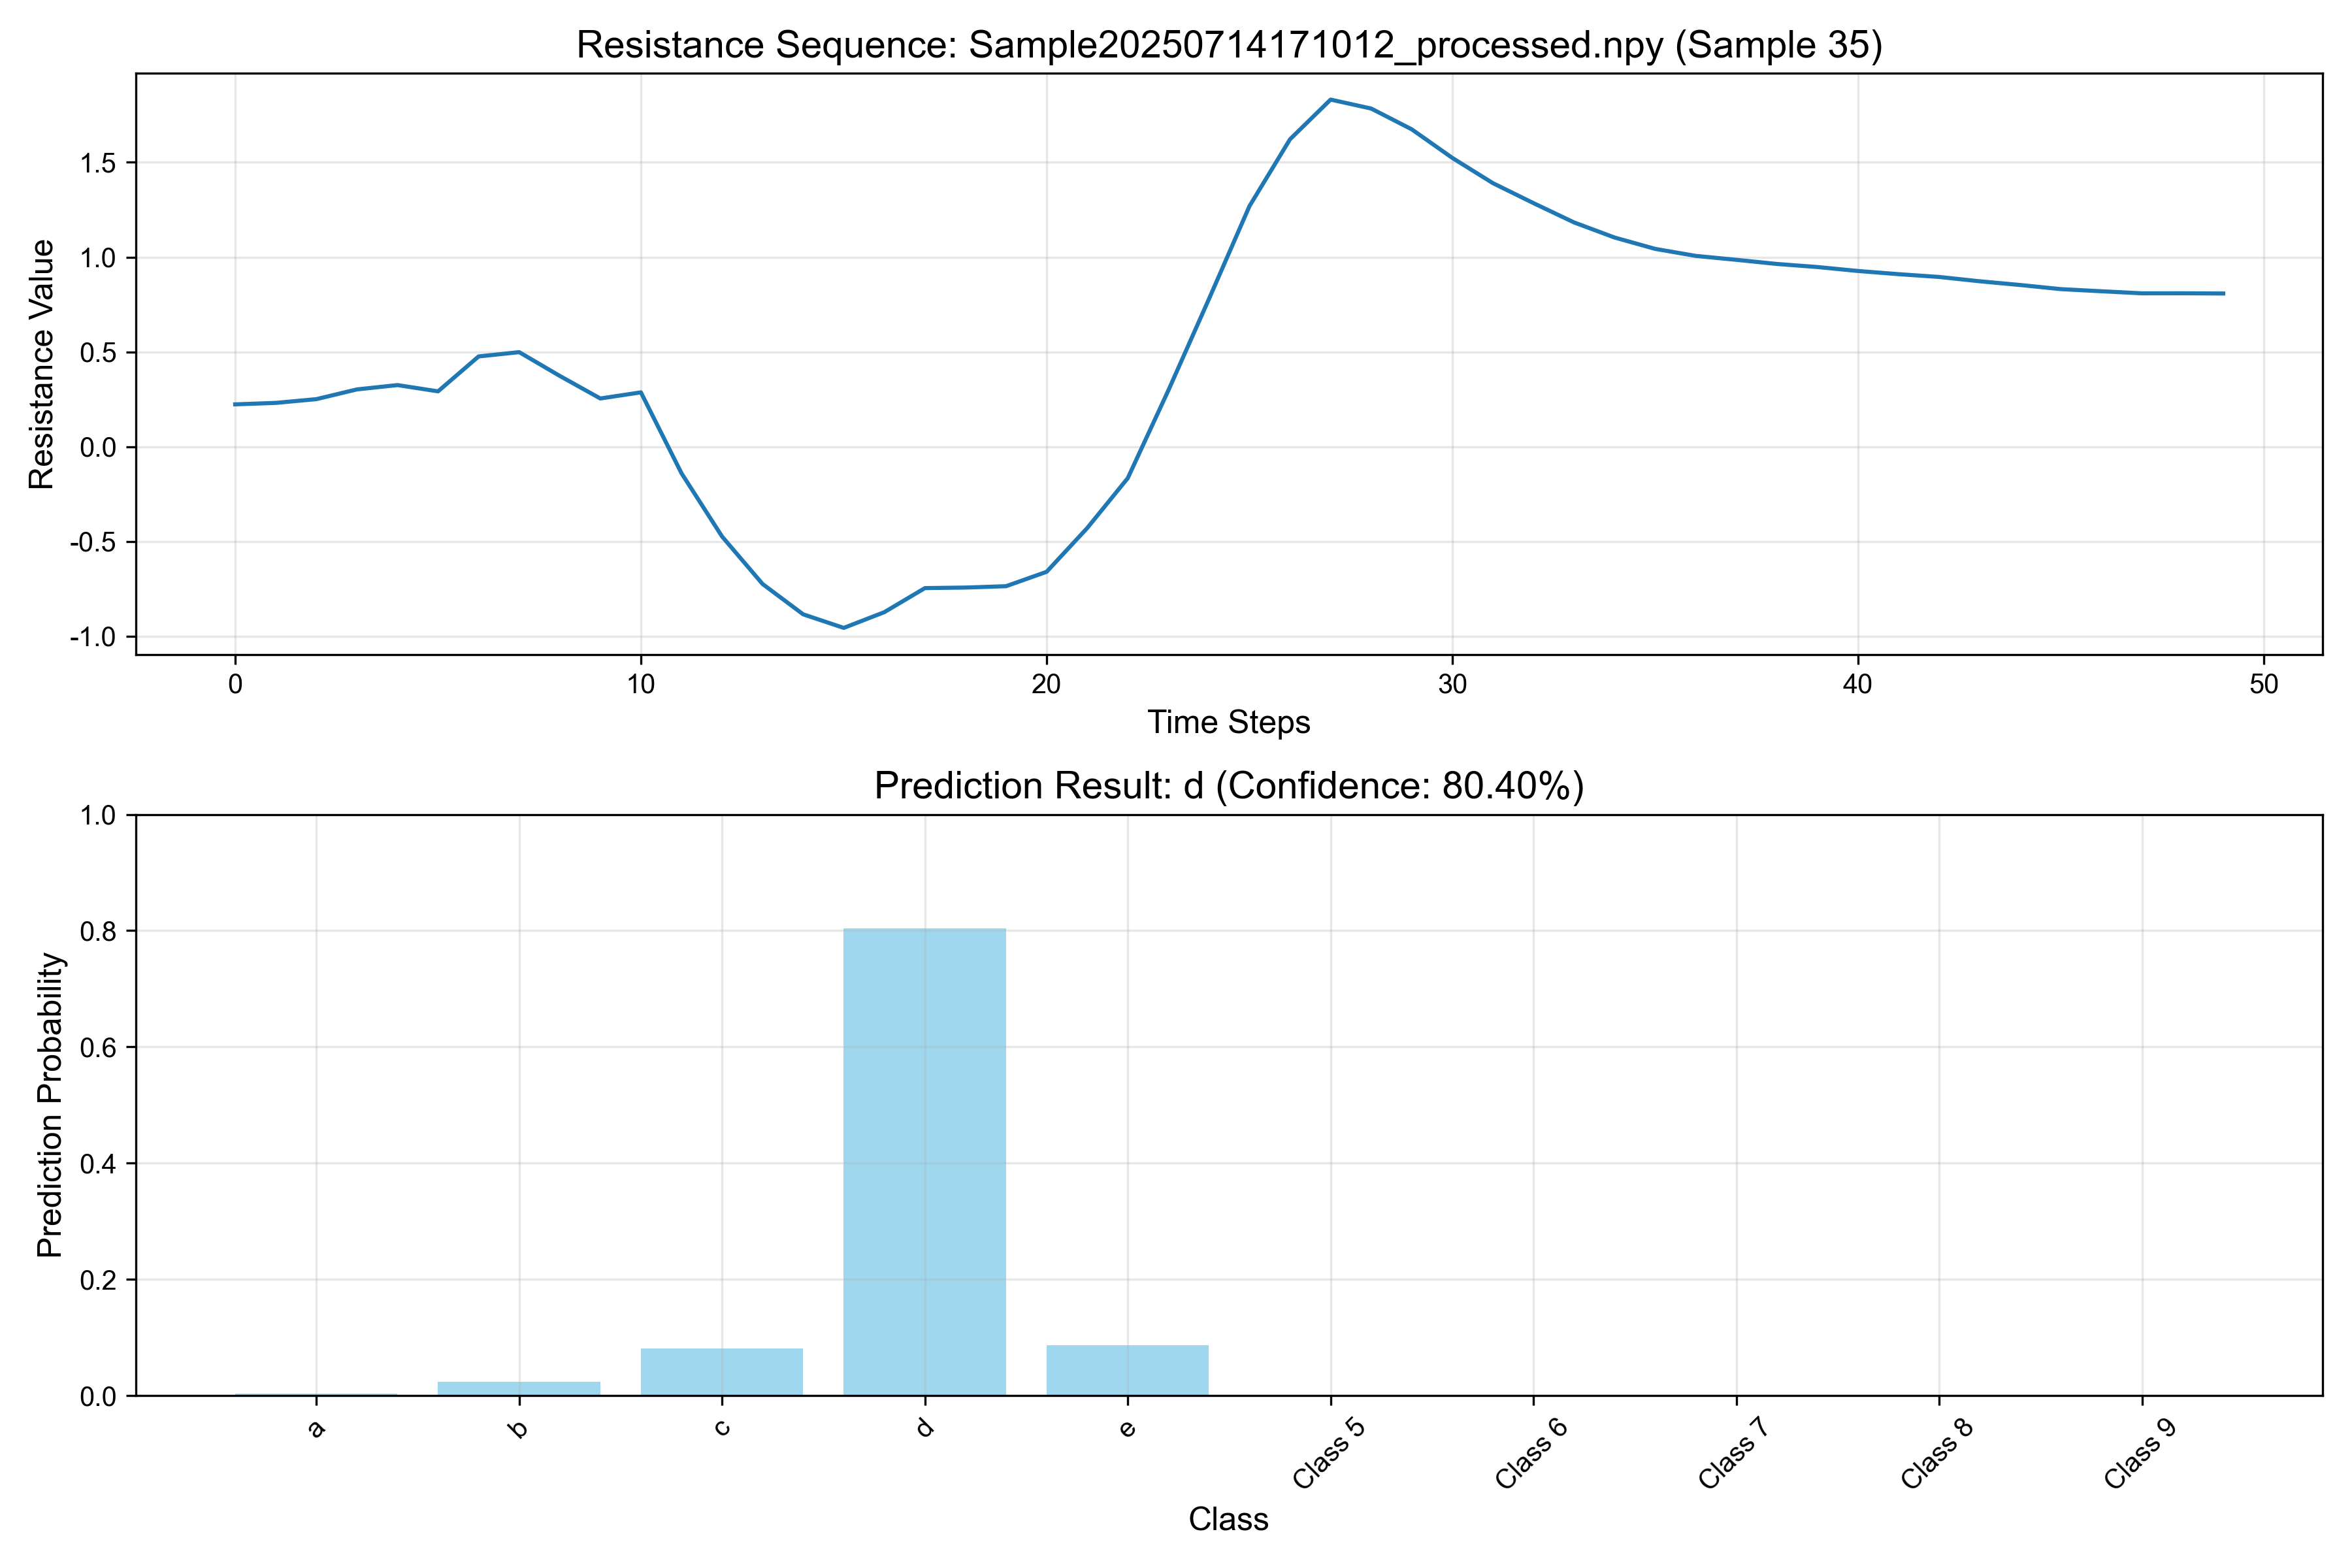 Resistance Sequence: Sample20250714171012_processed.npy (Sample 35)
Resistance Value
1.5
1.0
0.5
0.0
-0.5
-1.0
0 10 20 30 40 50
Time Steps
Prediction Result: d (Confidence: 80.40%)
Prediction Probability
1.0
0.8
0.6
0.4
0.2
0.0
a b c d e Class 5 Class 6 Class 7 Class 8 Class 9
Class